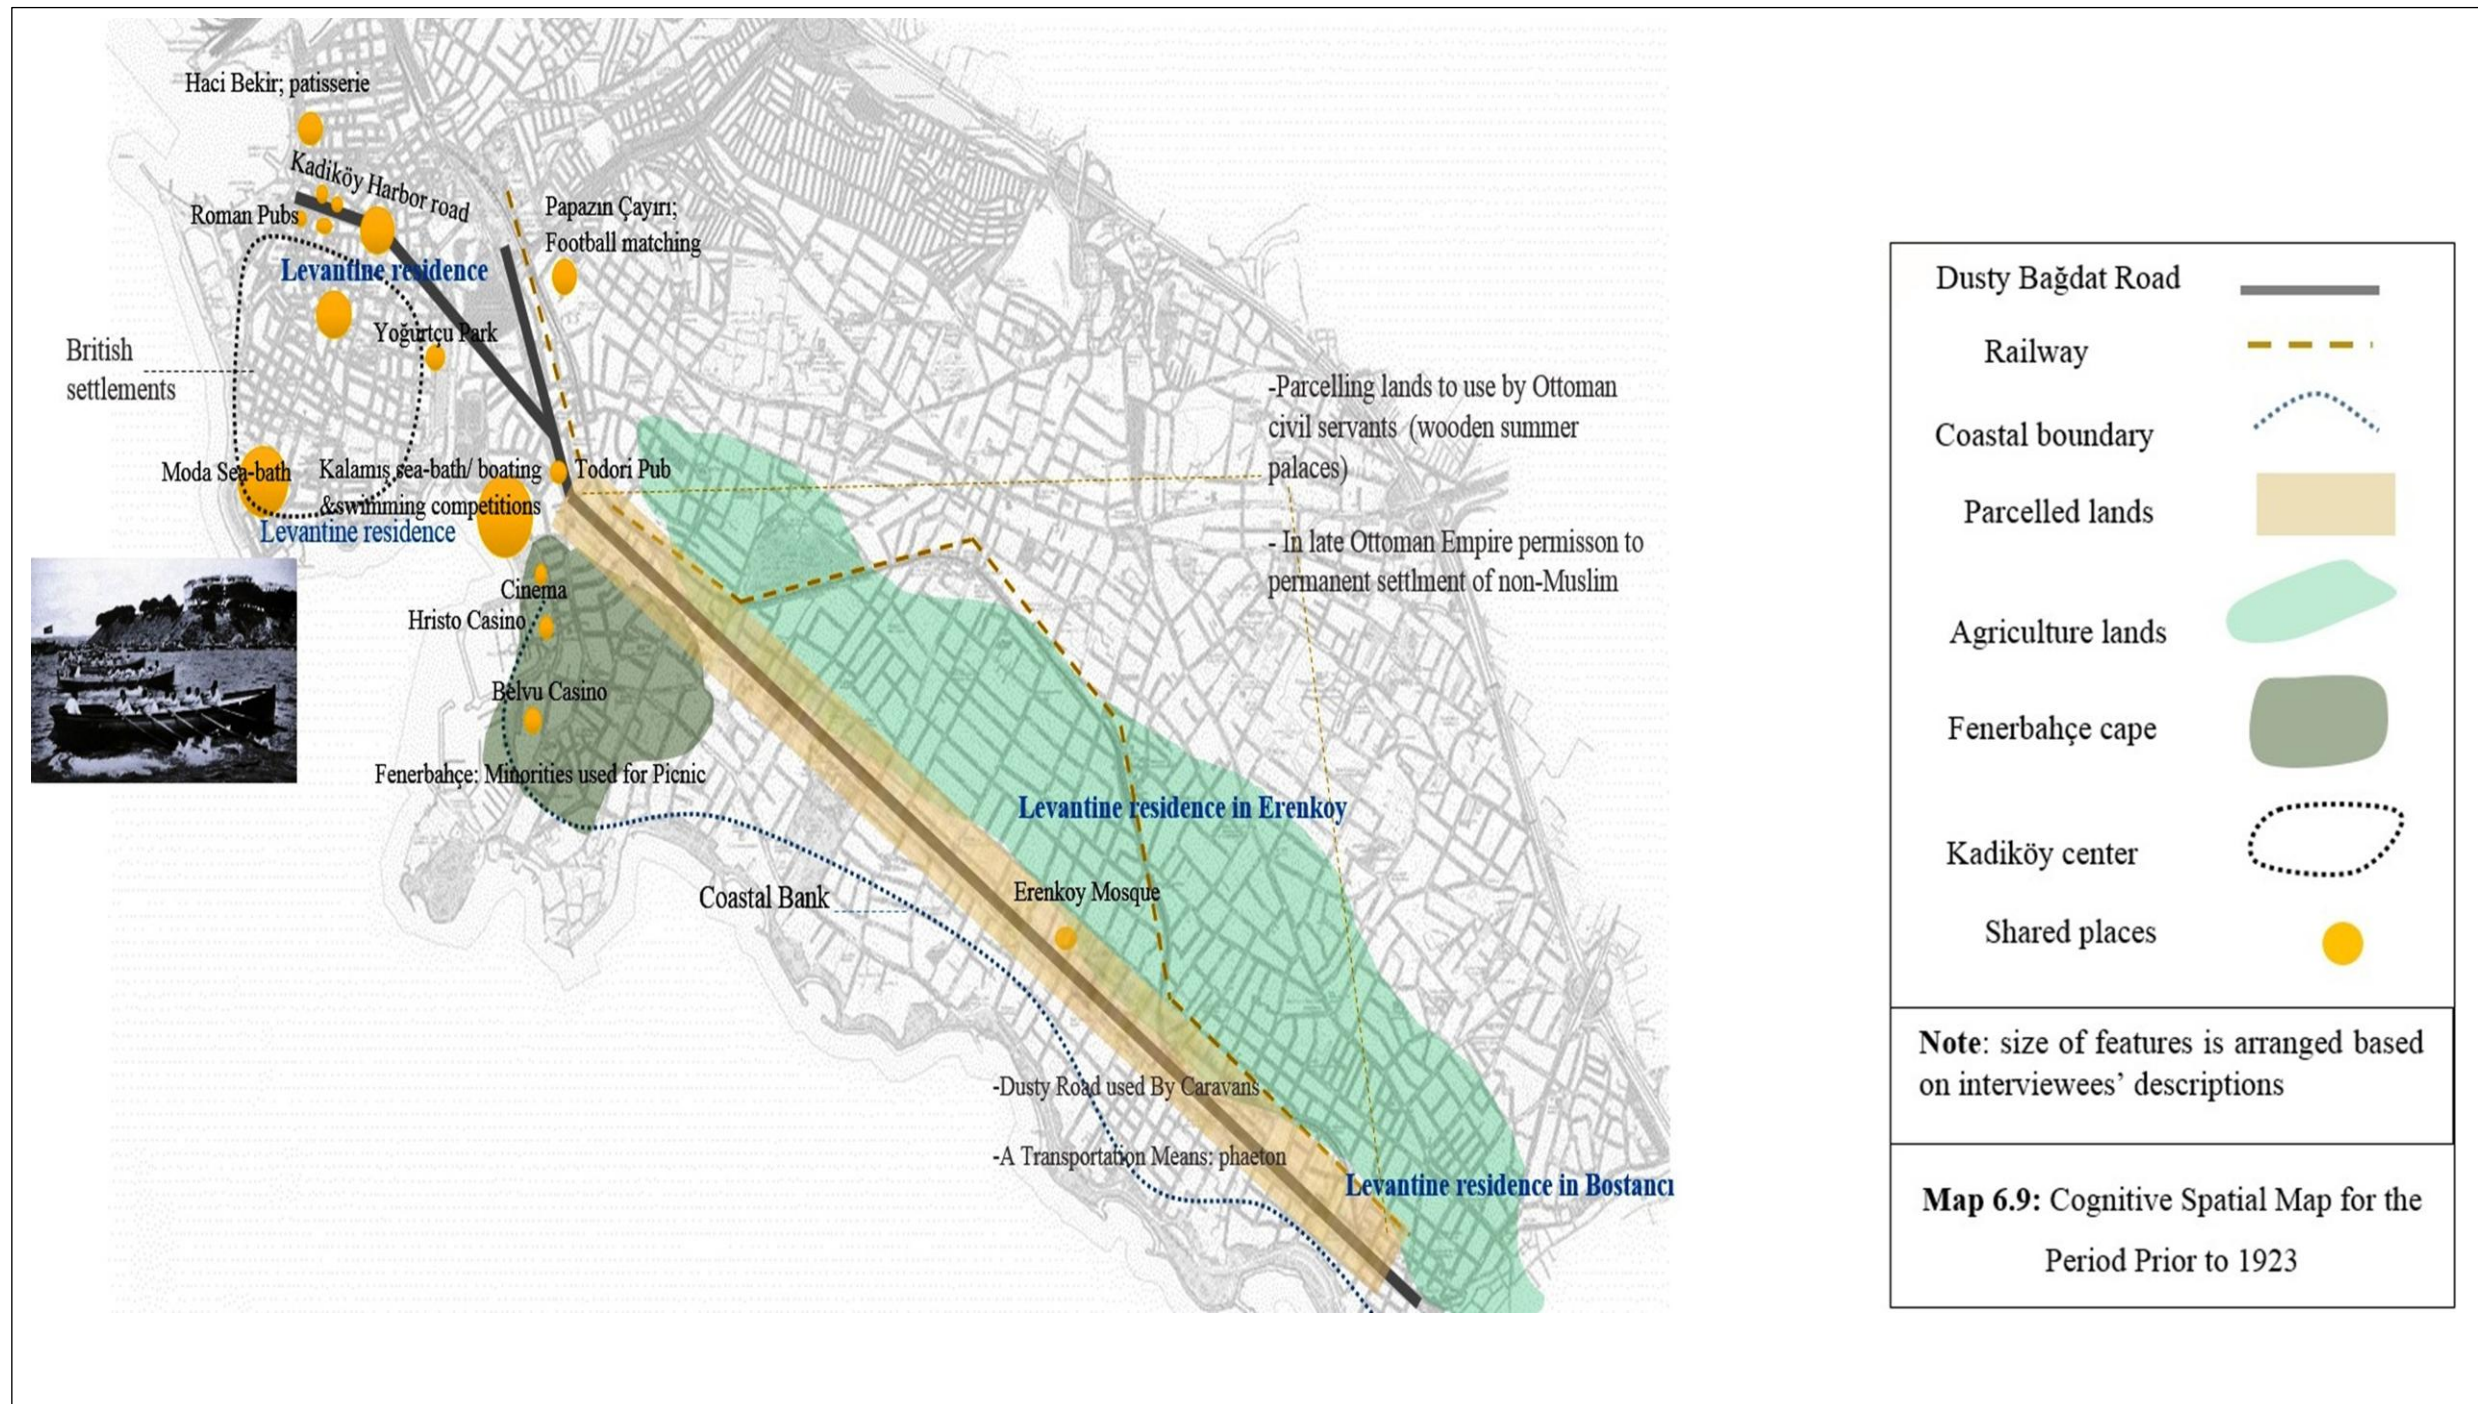 Haci Bekir; patisserie
Kadiköy Harbor road
Roman Pubs
Papazın Çayırı;
Football matching
Levantine residence
Yoğurtçu Park
British
settlements
Moda Sea-bath
Kalamış sea-bath/ boating
&swimming competitions
Todori Pub
Levantine residence
-Parcelling lands to use by Ottoman
civil servants (wooden summer
palaces)
- In late Ottoman Empire permisson to
permanent settlment of non-Muslim
Cinema
Hristo Casino
Belvu Casino
Fenerbahçe: Minorities used for Picnic
Levantine residence in Erenkoy
Coastal Bank
Erenkoy Mosque
-Dusty Road used By Caravans
-A Transportation Means: phaeton
Levantine residence in Bostancı
Dusty Bağdat Road
Railway
Coastal boundary
Parcelled lands
Agriculture lands
Fenerbahçe cape
Kadiköy center
Shared places
Note: size of features is arranged based
on interviewees’ descriptions
Map 6.9: Cognitive Spatial Map for the
Period Prior to 1923